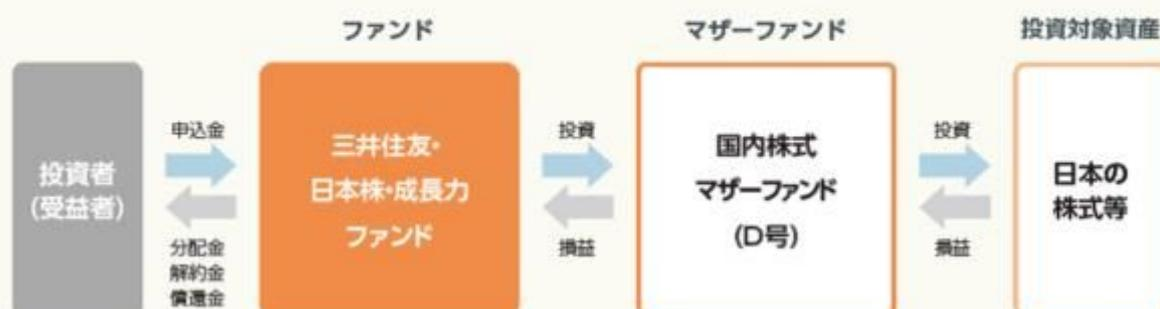 ファンド
マザーファンド
投資対象資産
投資者
(受益者)
申込金
分配金
解約金
償還金
三井住友・
日本株・成長力
ファンド
投資
損益
国内株式
マザーファンド
(D号)
投資
損益
日本の
株式等